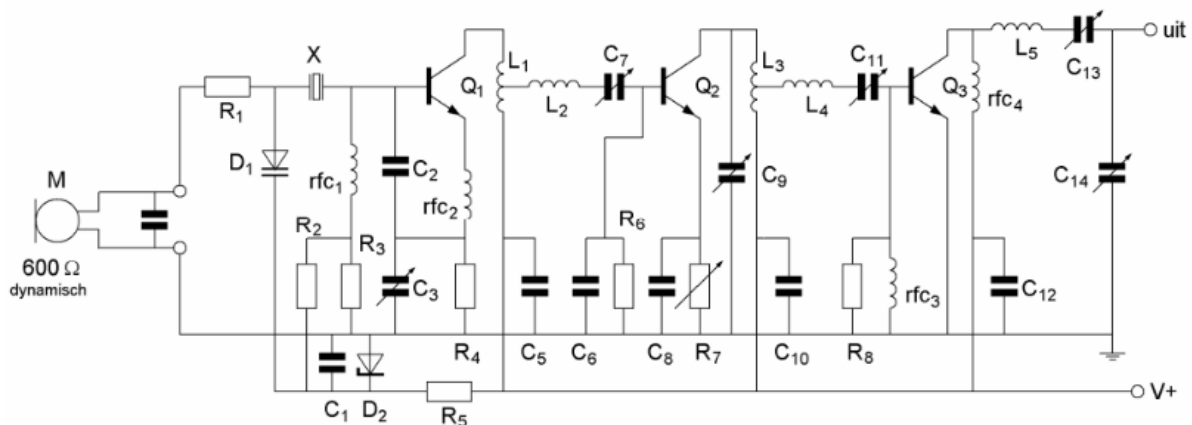 X
R1
D1
M
600 Ω
dynamisch
rfc1
R2
R3
C2
C3
Q1
rfc2
R4
L1
L2
C7
C5
C6
R6
C8
R7
Q2
C9
L3
L4
C11
C10
R8
rfc3
Q3
rfc4
L5
C13
C12
C14
uit
C1
D2
R5
V+